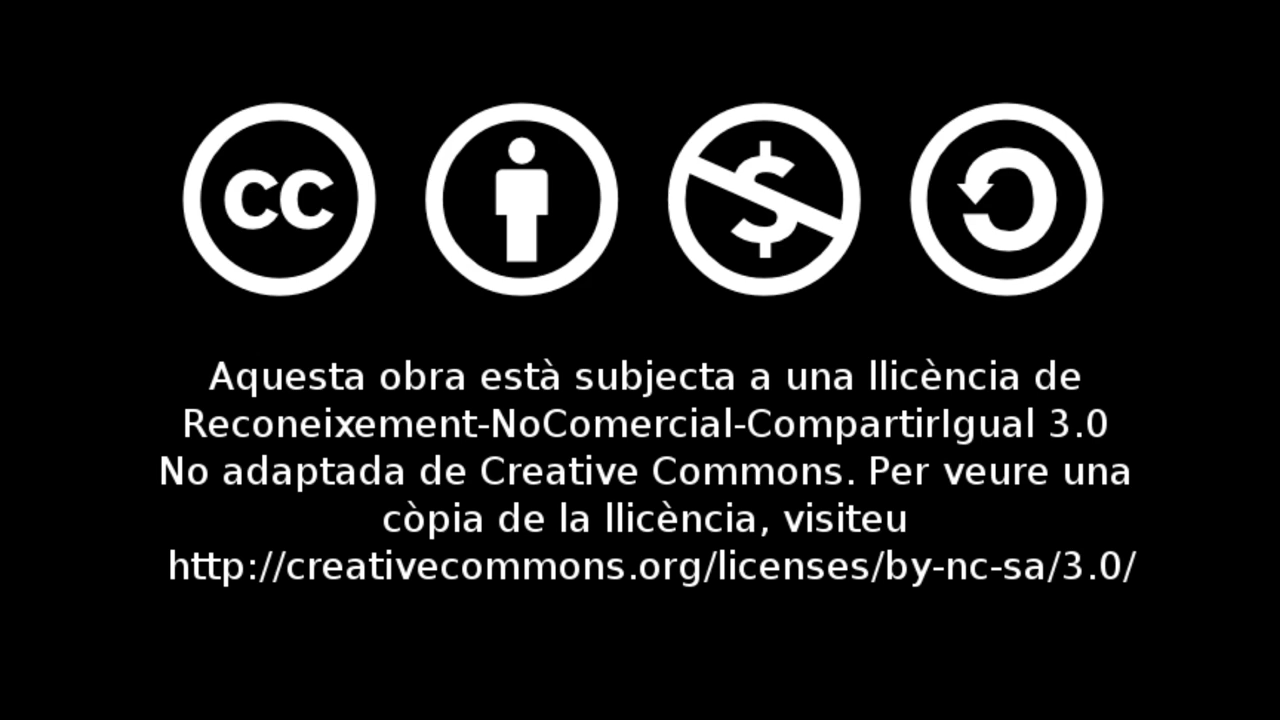 cc
Aquesta obra està subjecta a una llicència de
Reconeixement-NoComercial-CompartirIgual 3.0
No adaptada de Creative Commons. Per veure una
còpia de la llicència, visiteu
http://creativecommons.org/licenses/by-nc-sa/3.0/